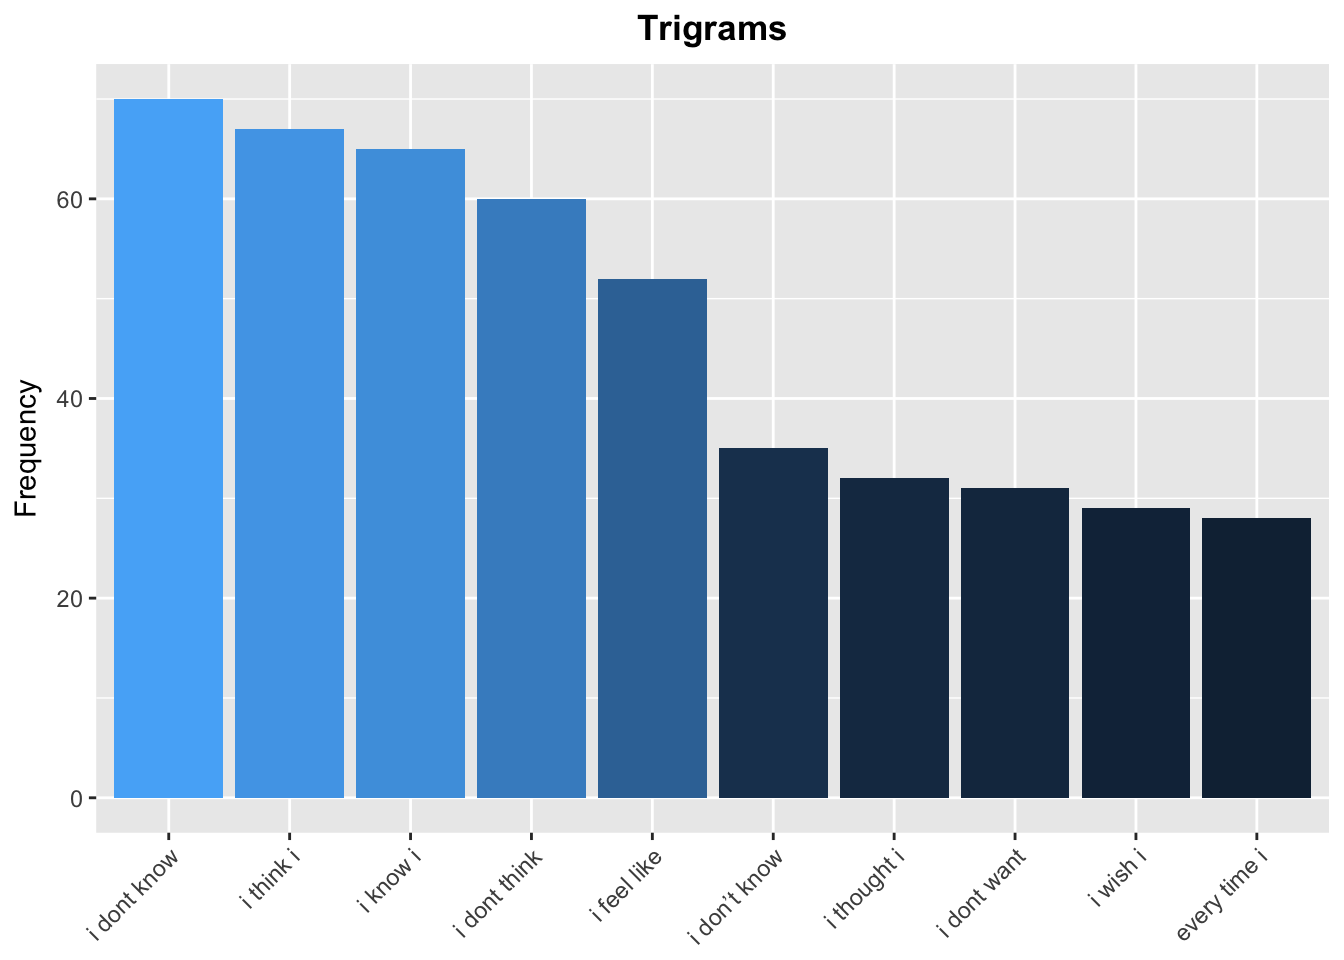 Trigrams
Frequency
60
40
20
0
i dont know
i think i
i know i
i dont think
i feel like
i don’t know
i thought i
i dont want
i wish i
every time i